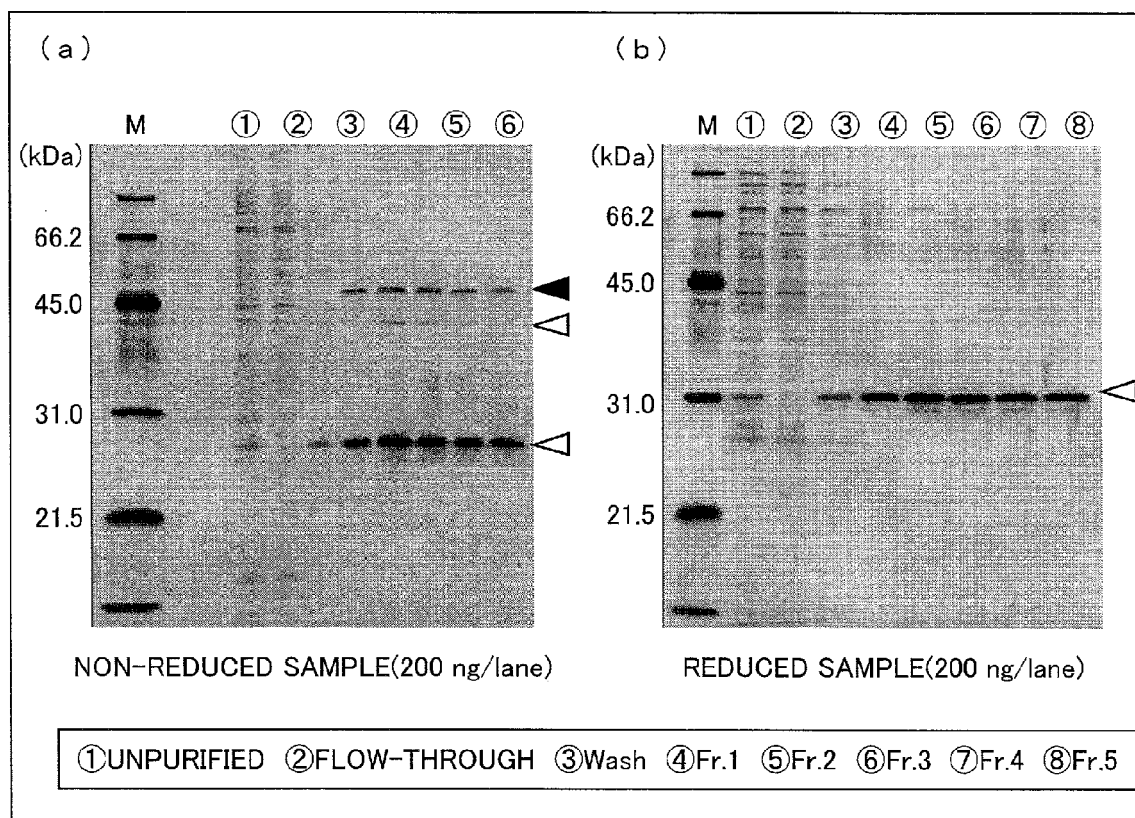 (a)
M ① ② ③ ④ ⑤ ⑥
(kDa)
66.2
45.0
31.0
21.5
NON-REDUCED SAMPLE(200 ng/lane)
(b)
M ① ② ③ ④ ⑤ ⑥ ⑦ ⑧
(kDa)
66.2
45.0
31.0
21.5
REDUCED SAMPLE(200 ng/lane)
①UNPURIFIED ②FLOW-THROUGH ③Wash ④Fr.1 ⑤Fr.2 ⑥Fr.3 ⑦Fr.4 ⑧Fr.5